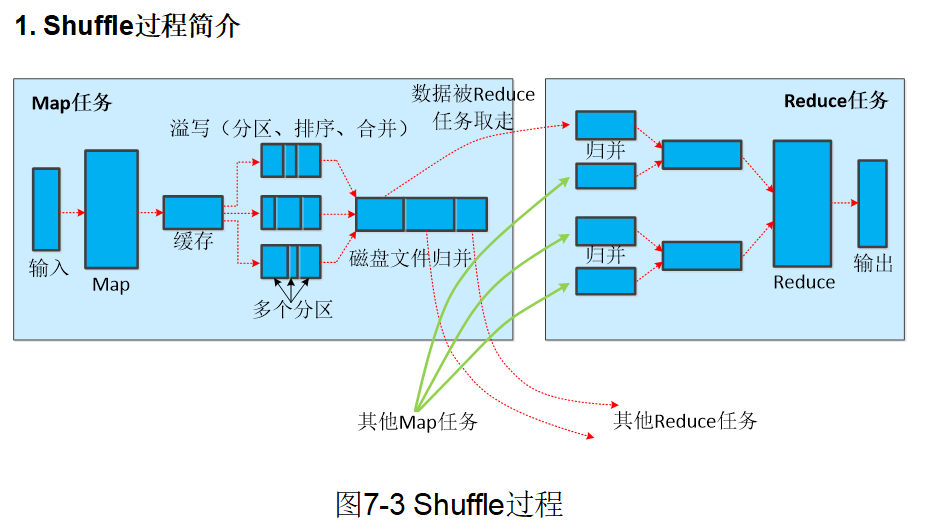 1. Shuffle过程简介
Map任务
数据被Reduce
任务取走
Reduce任务
溢写（分区、排序、合并）
输入
Map
缓存
磁盘文件归并
多个分区
归并
归并
Reduce
输出
其他Map任务
其他Reduce任务
图7-3 Shuffle过程